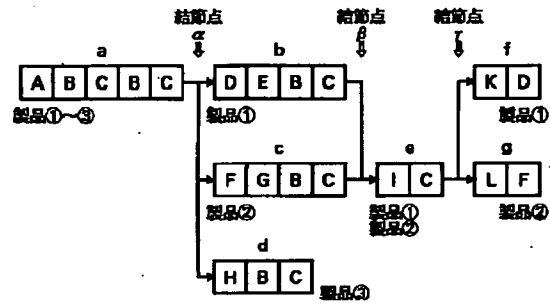 結節点 α
結節点 β
結節点 γ
a
b
f
A B C B C
D E B C
K D
製品①～③
製品①
製品①
c
e
g
F G B C
I C
L F
製品②
製品①
製品②
製品②
d
H B C
製品③